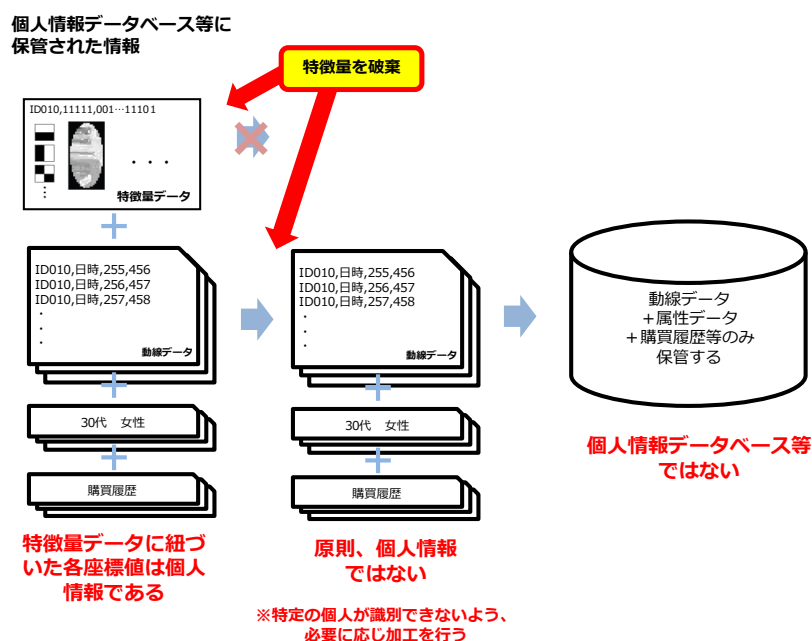 個人情報データベース等に
保管された情報
特徴量を破棄
ID010,11111,001…11101
・・・
⋮
特徴量データ
ID010,日時,255,456
ID010,日時,256,457
ID010,日時,257,458
・
・
・
動線データ
30代　女性
購買履歴
特徴量データに紐づ
いた各座標値は個人
情報である
ID010,日時,255,456
ID010,日時,256,457
ID010,日時,257,458
・
・
・
動線データ
30代　女性
購買履歴
原則、個人情報
ではない
※特定の個人が識別できないよう、
必要に応じ加工を行う
動線データ
＋属性データ
＋購買履歴等のみ
保管する
個人情報データベース等
ではない